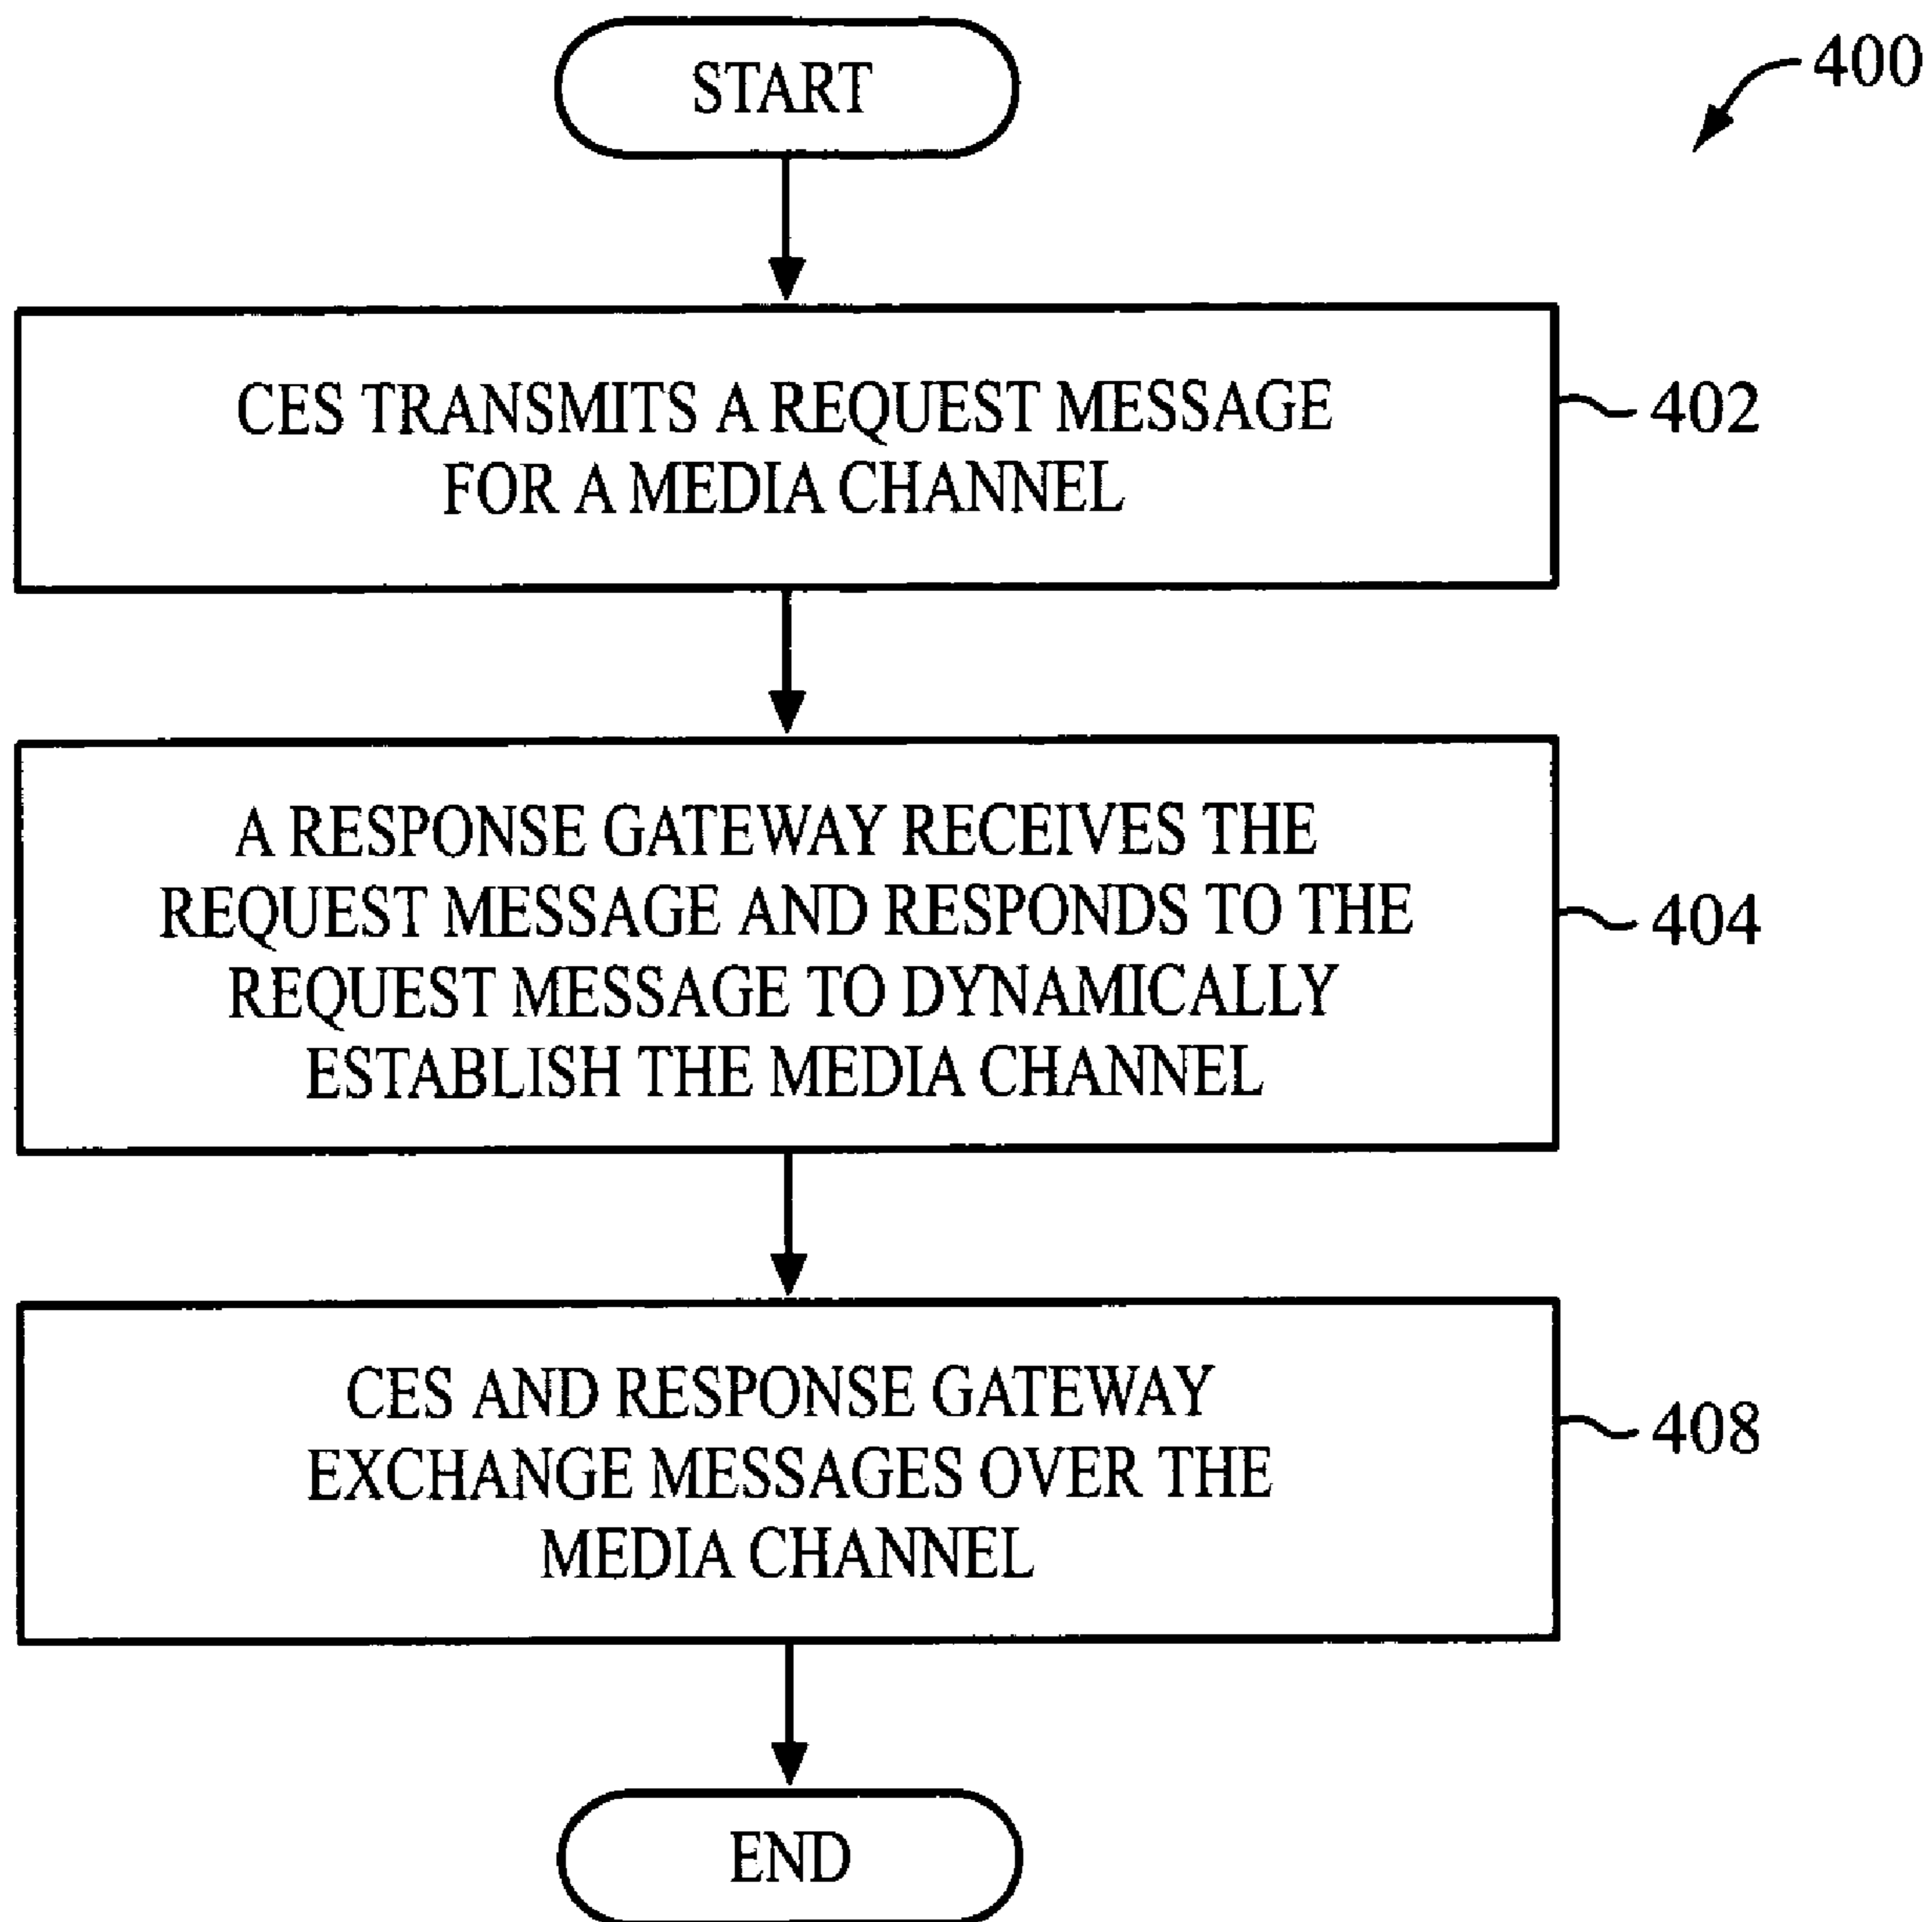 START
400
CES TRANSMITS A REQUEST MESSAGE
FOR A MEDIA CHANNEL
402
A RESPONSE GATEWAY RECEIVES THE
REQUEST MESSAGE AND RESPONDS TO THE
REQUEST MESSAGE TO DYNAMICALLY
ESTABLISH THE MEDIA CHANNEL
404
CES AND RESPONSE GATEWAY
EXCHANGE MESSAGES OVER THE
MEDIA CHANNEL
408
END